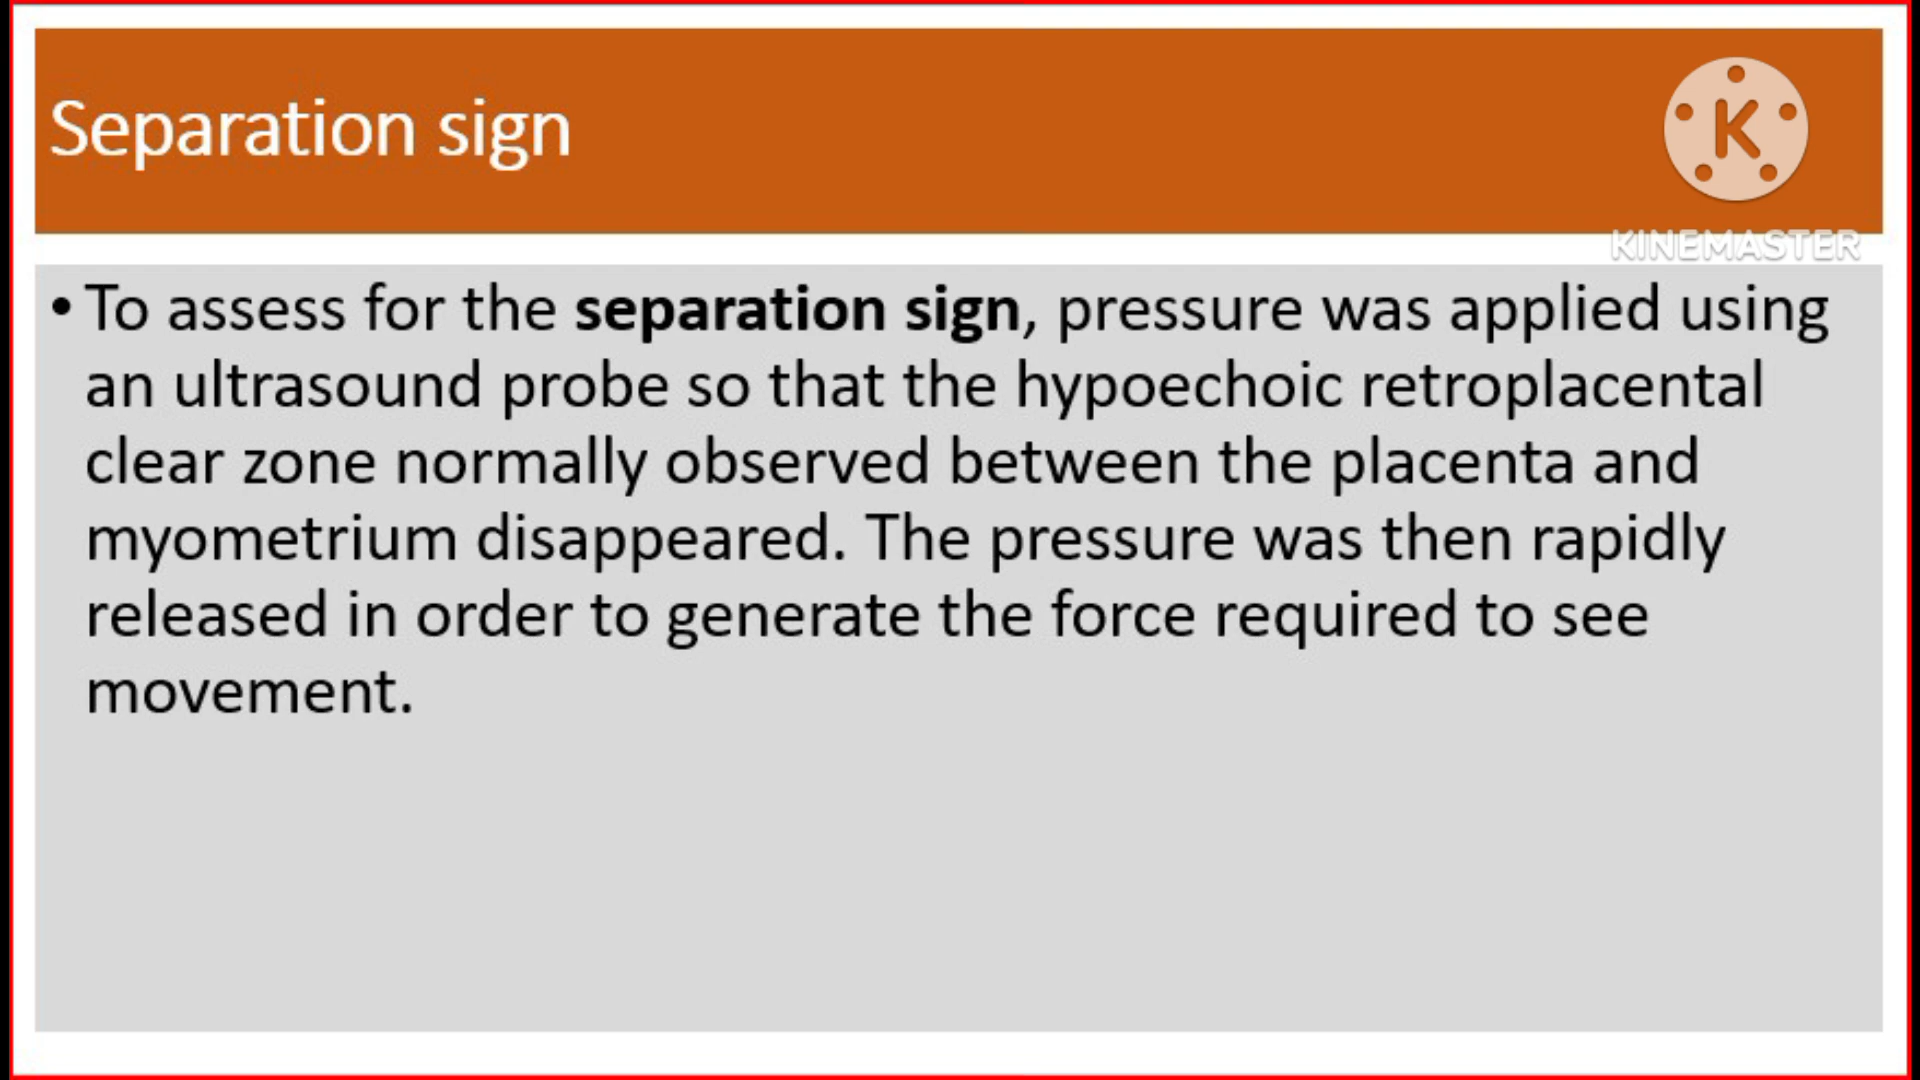 Separation sign
K
KINEMASTER
• To assess for the separation sign, pressure was applied using
an ultrasound probe so that the hypoechoic retroplacental
clear zone normally observed between the placenta and
myometrium disappeared. The pressure was then rapidly
released in order to generate the force required to see
movement.